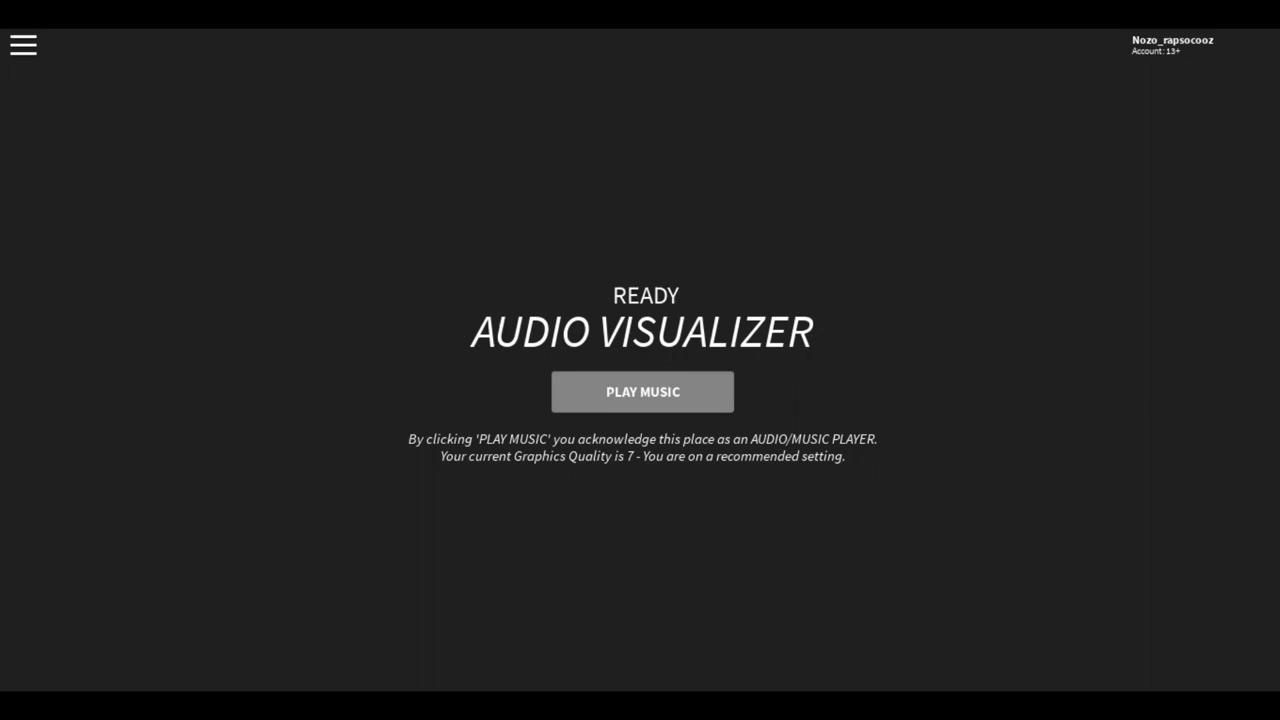 Nozo_rapsocooz
Account: 13+
READY
AUDIO VISUALIZER
PLAY MUSIC
By clicking 'PLAY MUSIC' you acknowledge this place as an AUDIO/MUSIC PLAYER.
Your current Graphics Quality is 7 - You are on a recommended setting.